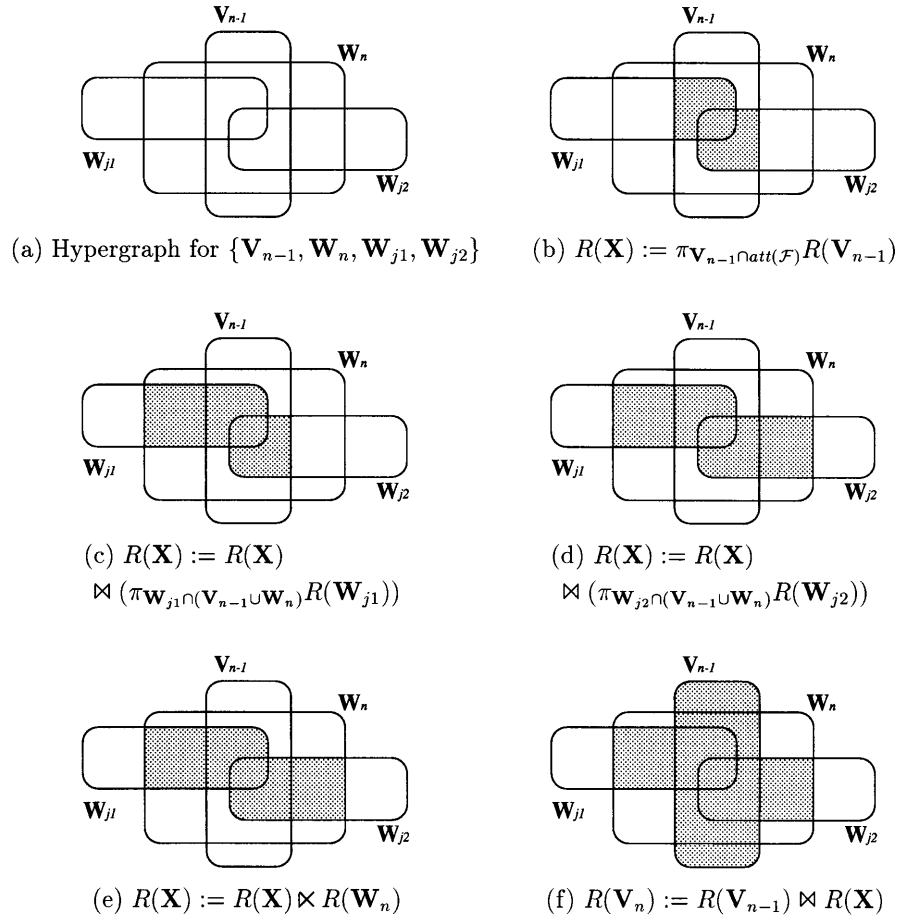 V_{n-1}
W_n
W_{j1}
W_{j2}
(a) Hypergraph for {V_{n-1}, W_n, W_{j1}, W_{j2}}
V_{n-1}
W_n
W_{j1}
W_{j2}
(b) R(X) := π_{V_{n-1}∩att(F)}R(V_{n-1})
V_{n-1}
W_n
W_{j1}
W_{j2}
(c) R(X) := R(X)
⋈ (π_{W_{j1}∩(V_{n-1}∪W_n)}R(W_{j1}))
V_{n-1}
W_n
W_{j1}
W_{j2}
(d) R(X) := R(X)
⋈ (π_{W_{j2}∩(V_{n-1}∪W_n)}R(W_{j2}))
V_{n-1}
W_n
W_{j1}
W_{j2}
(e) R(X) := R(X) ⋉ R(W_n)
V_{n-1}
W_n
W_{j1}
W_{j2}
(f) R(V_n) := R(V_{n-1}) ⋈ R(X)